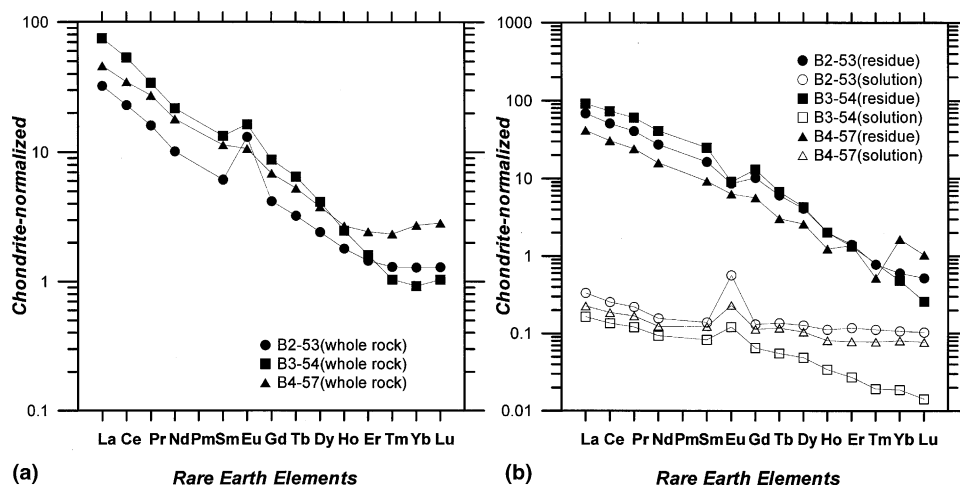 (a)
100
10
1
0.1
Chondrite-normalized
B2-53(whole rock)
B3-54(whole rock)
B4-57(whole rock)
La Ce Pr Nd Pm Sm Eu Gd Tb Dy Ho Er Tm Yb Lu
Rare Earth Elements
(b)
1000
100
10
1
0.1
0.01
Chondrite-normalized
B2-53(residue)
B2-53(solution)
B3-54(residue)
B3-54(solution)
B4-57(residue)
B4-57(solution)
La Ce Pr Nd Pm Sm Eu Gd Tb Dy Ho Er Tm Yb Lu
Rare Earth Elements